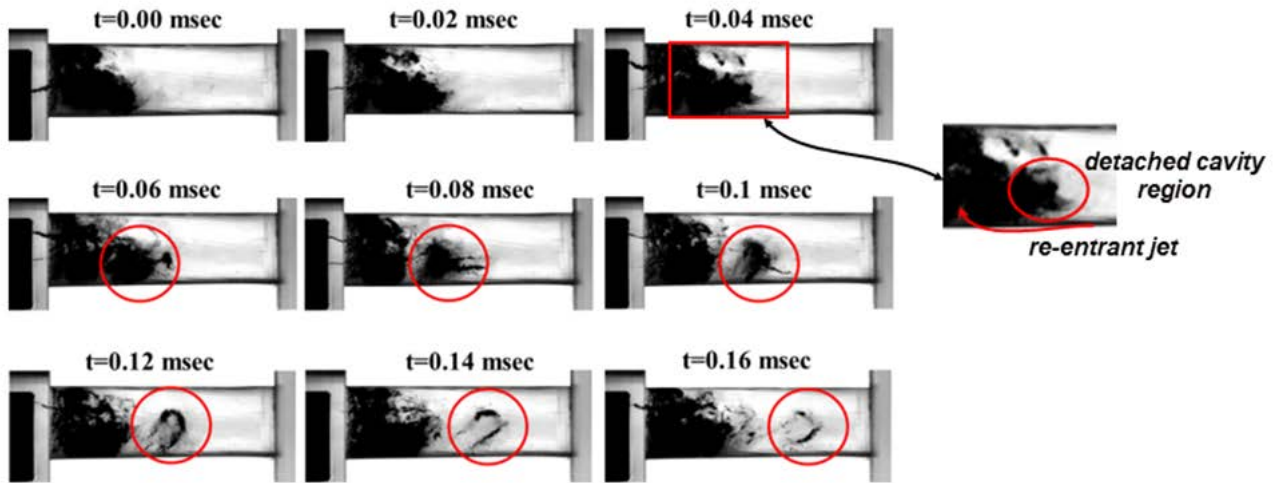 t=0.00 msec
t=0.02 msec
t=0.04 msec
detached cavity
region
re-entrant jet
t=0.06 msec
t=0.08 msec
t=0.1 msec
t=0.12 msec
t=0.14 msec
t=0.16 msec